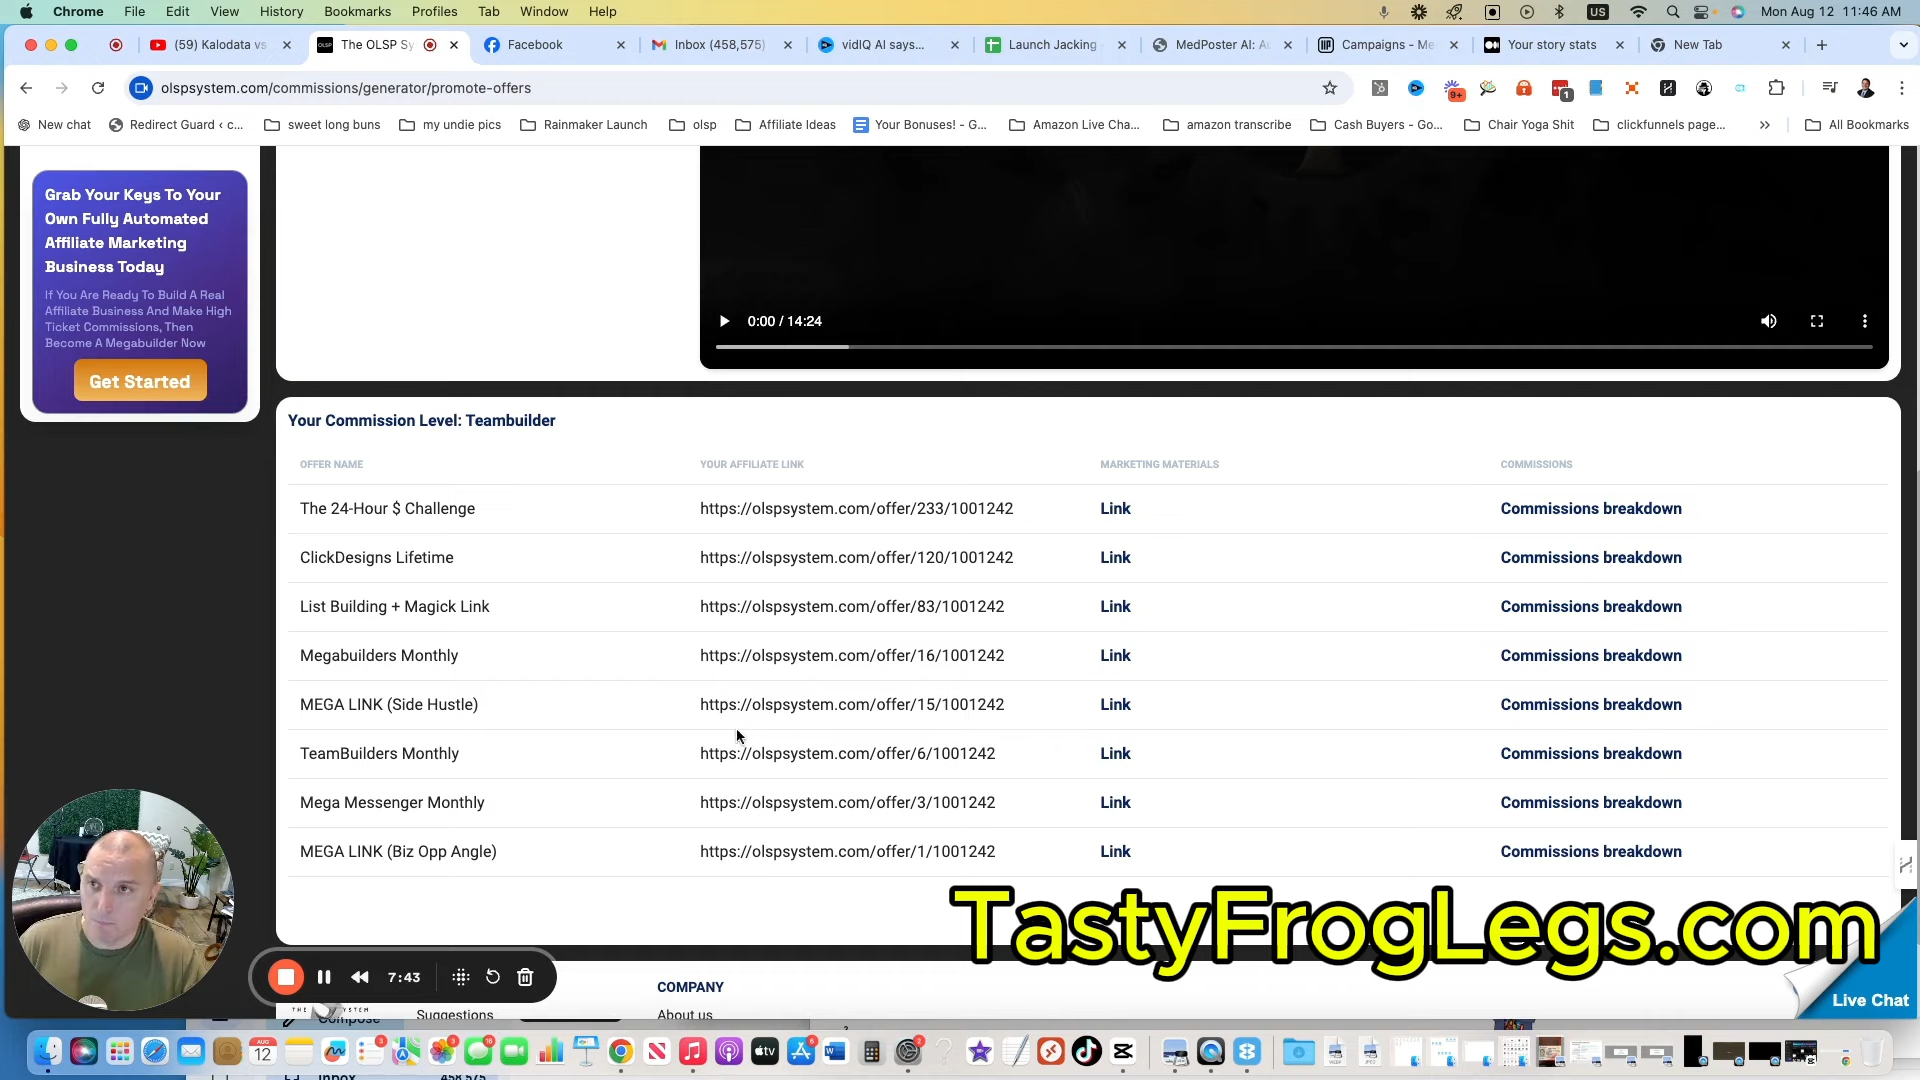 Chrome File Edit View History Bookmarks Profiles Tab Window Help US Mon Aug 12 11:46 AM
(59) Kalodata vs The OLSP Sy Facebook Inbox (458,575) vidIQ AI says... Launch Jacking MedPoster AI: A Campaigns - Me Your story stats New Tab
olspsystem.com/commissions/generator/promote-offers 9+ 1
New chat Redirect Guard < c... sweet long buns my undie pics Rainmaker Launch olsp Affiliate Ideas Your Bonuses! - G... Amazon Live Cha... amazon transcribe Cash Buyers - Go... Chair Yoga Shit clickfunnels page... All Bookmarks
Grab Your Keys To Your
Own Fully Automated
Affiliate Marketing
Business Today
If You Are Ready To Build A Real
Affiliate Business And Make High
Ticket Commissions, Then
Become A Megabuilder Now
Get Started
0:00 / 14:24
Your Commission Level: Teambuilder
OFFER NAME YOUR AFFILIATE LINK MARKETING MATERIALS COMMISSIONS
The 24-Hour $ Challenge https://olspsystem.com/offer/233/1001242 Link Commissions breakdown
ClickDesigns Lifetime https://olspsystem.com/offer/120/1001242 Link Commissions breakdown
List Building + Magick Link https://olspsystem.com/offer/83/1001242 Link Commissions breakdown
Megabuilders Monthly https://olspsystem.com/offer/16/1001242 Link Commissions breakdown
MEGA LINK (Side Hustle) https://olspsystem.com/offer/15/1001242 Link Commissions breakdown
TeamBuilders Monthly https://olspsystem.com/offer/6/1001242 Link Commissions breakdown
Mega Messenger Monthly https://olspsystem.com/offer/3/1001242 Link Commissions breakdown
MEGA LINK (Biz Opp Angle) https://olspsystem.com/offer/1/1001242 Link Commissions breakdown
TastyFrogLegs.com
7:43
COMPANY
Live Chat
Compose Suggestions About us
AUG 12 tv
Inbox 458,575